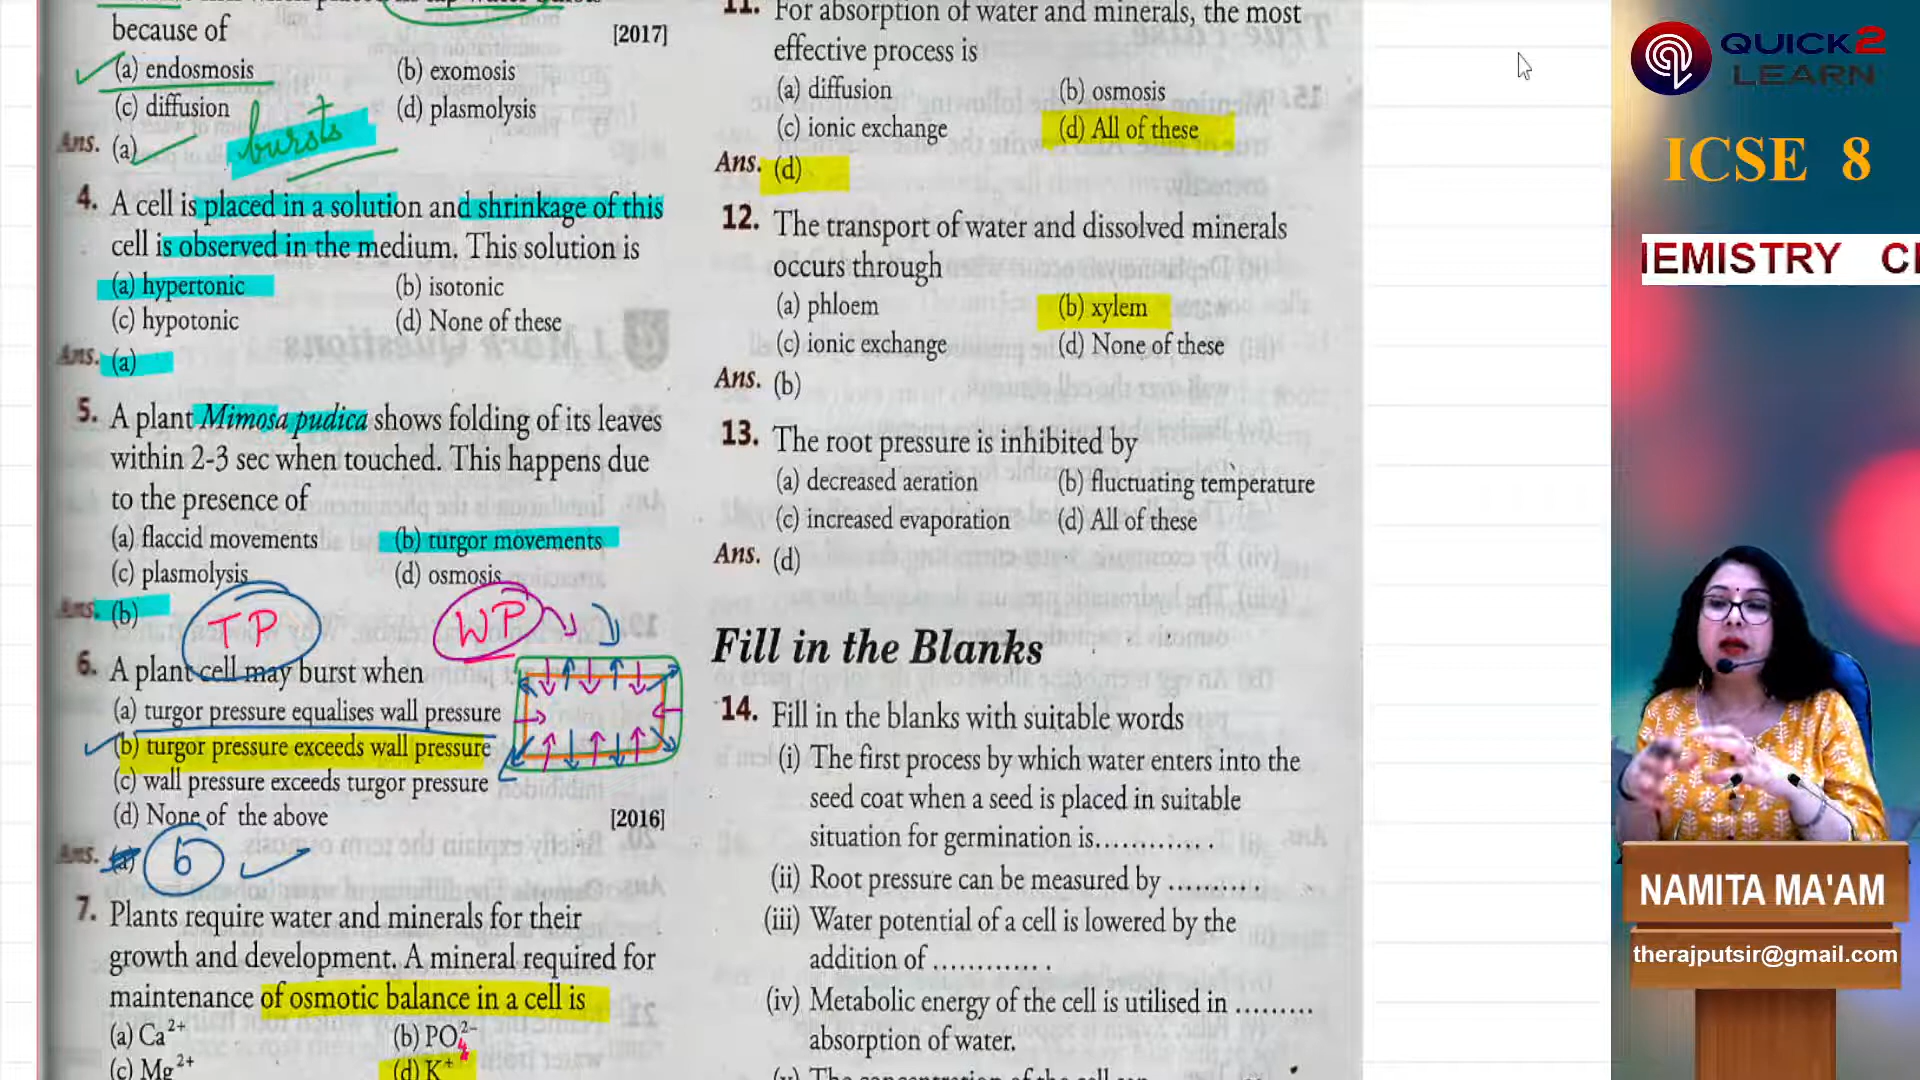 because of [2017]
(a) endosmosis (b) exomosis
(c) diffusion (d) plasmolysis
Ans. (a)
bursts
4. A cell is placed in a solution and shrinkage of this
cell is observed in the medium. This solution is
(a) hypertonic (b) isotonic
(c) hypotonic (d) None of these
Ans. (a)
5. A plant Mimosa pudica shows folding of its leaves
within 2-3 sec when touched. This happens due
to the presence of
(a) flaccid movements (b) turgor movements
(c) plasmolysis (d) osmosis
Ans. (b)
TP WP
6. A plant cell may burst when
(a) turgor pressure equalises wall pressure
(b) turgor pressure exceeds wall pressure
(c) wall pressure exceeds turgor pressure
(d) None of the above [2016]
Ans. (a) b
7. Plants require water and minerals for their
growth and development. A mineral required for
maintenance of osmotic balance in a cell is
(a) Ca2+ (b) PO4 2−
(c) Mg2+ (d) K+
11. For absorption of water and minerals, the most
effective process is
(a) diffusion (b) osmosis
(c) ionic exchange (d) All of these
Ans. (d)
12. The transport of water and dissolved minerals
occurs through
(a) phloem (b) xylem
(c) ionic exchange (d) None of these
Ans. (b)
13. The root pressure is inhibited by
(a) decreased aeration (b) fluctuating temperature
(c) increased evaporation (d) All of these
Ans. (d)
Fill in the Blanks
14. Fill in the blanks with suitable words
(i) The first process by which water enters into the
seed coat when a seed is placed in suitable
situation for germination is.............
(ii) Root pressure can be measured by ..........
(iii) Water potential of a cell is lowered by the
addition of .............
(iv) Metabolic energy of the cell is utilised in .........
absorption of water.
QUICK2
LEARN
ICSE 8
EMISTRY
NAMITA MA'AM
therajputsir@gmail.com